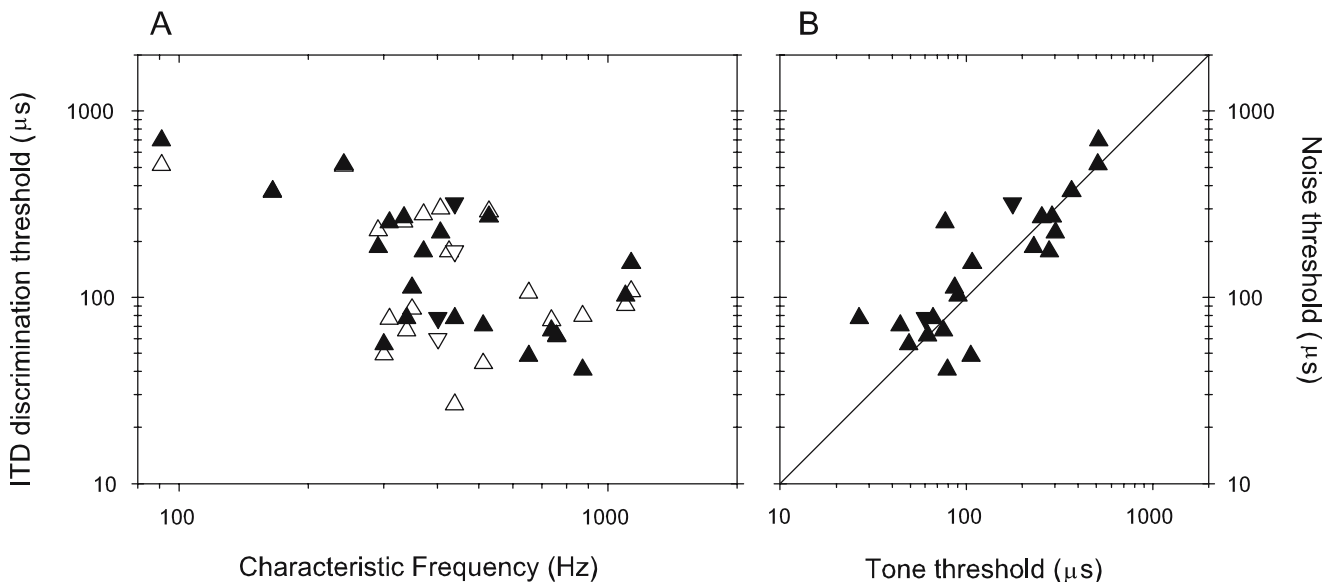 A
B
ITD discrimination threshold (μs)
1000
100
10
100
1000
Characteristic Frequency (Hz)
1000
100
10
Noise threshold (μs)
10
100
1000
Tone threshold (μs)